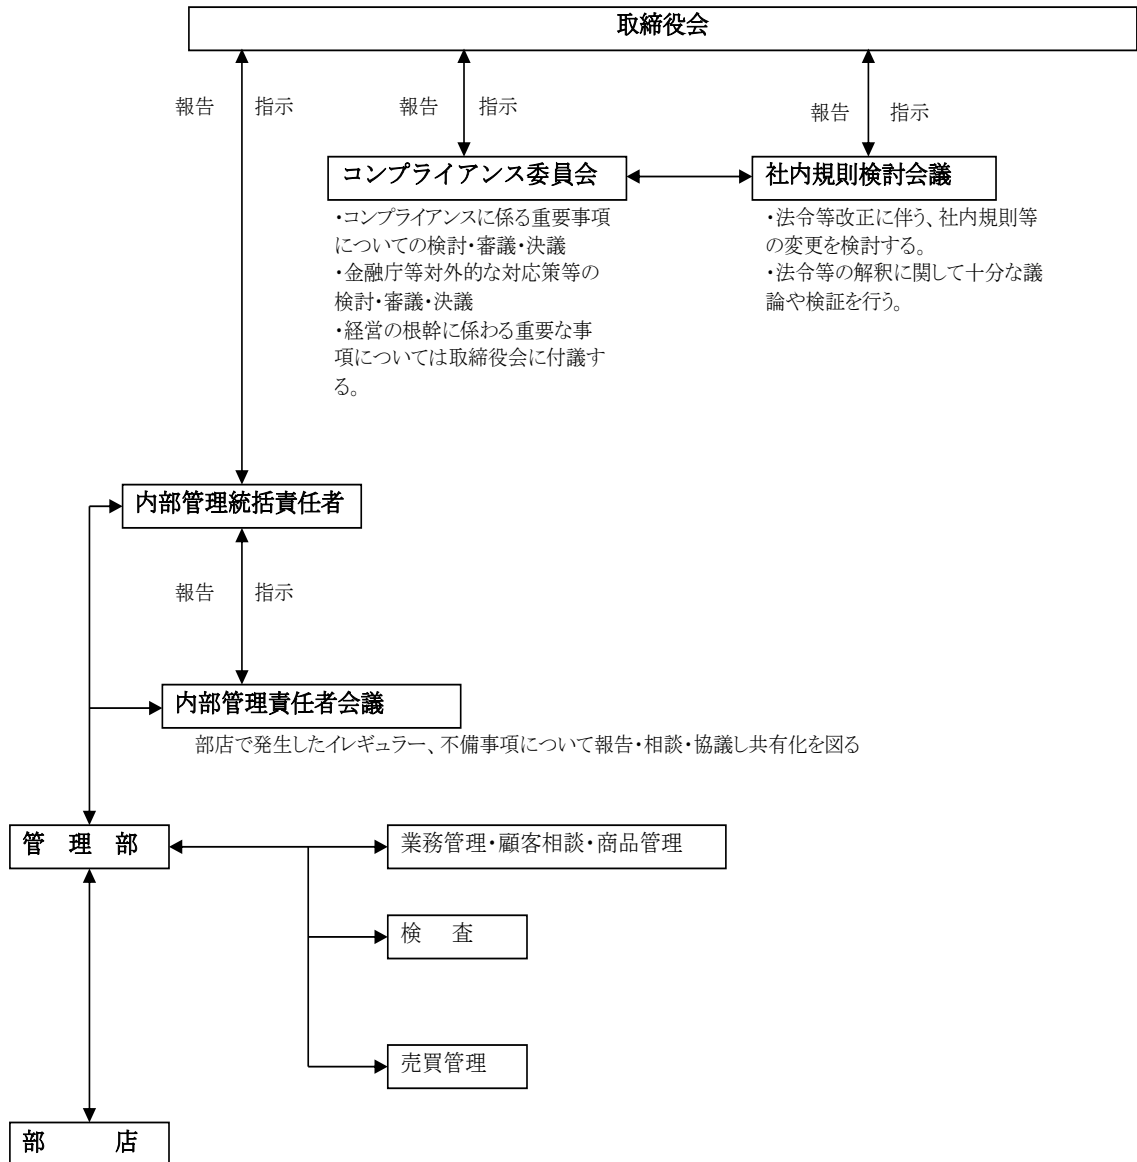 取締役会
報告 指示 報告 指示 報告 指示
コンプライアンス委員会 社内規則検討会議
・コンプライアンスに係る重要事項
についての検討・審議・決議
・金融庁等対外的な対応策等の
検討・審議・決議
・経営の根幹に係わる重要な事
項については取締役会に付議す
る。
・法令等改正に伴う、社内規則等
の変更を検討する。
・法令等の解釈に関して十分な議
論や検証を行う。
内部管理統括責任者
報告 指示
内部管理責任者会議
部店で発生したイレギュラー、不備事項について報告・相談・協議し共有化を図る
管 理 部 業務管理・顧客相談・商品管理
検 査
売買管理
部 店